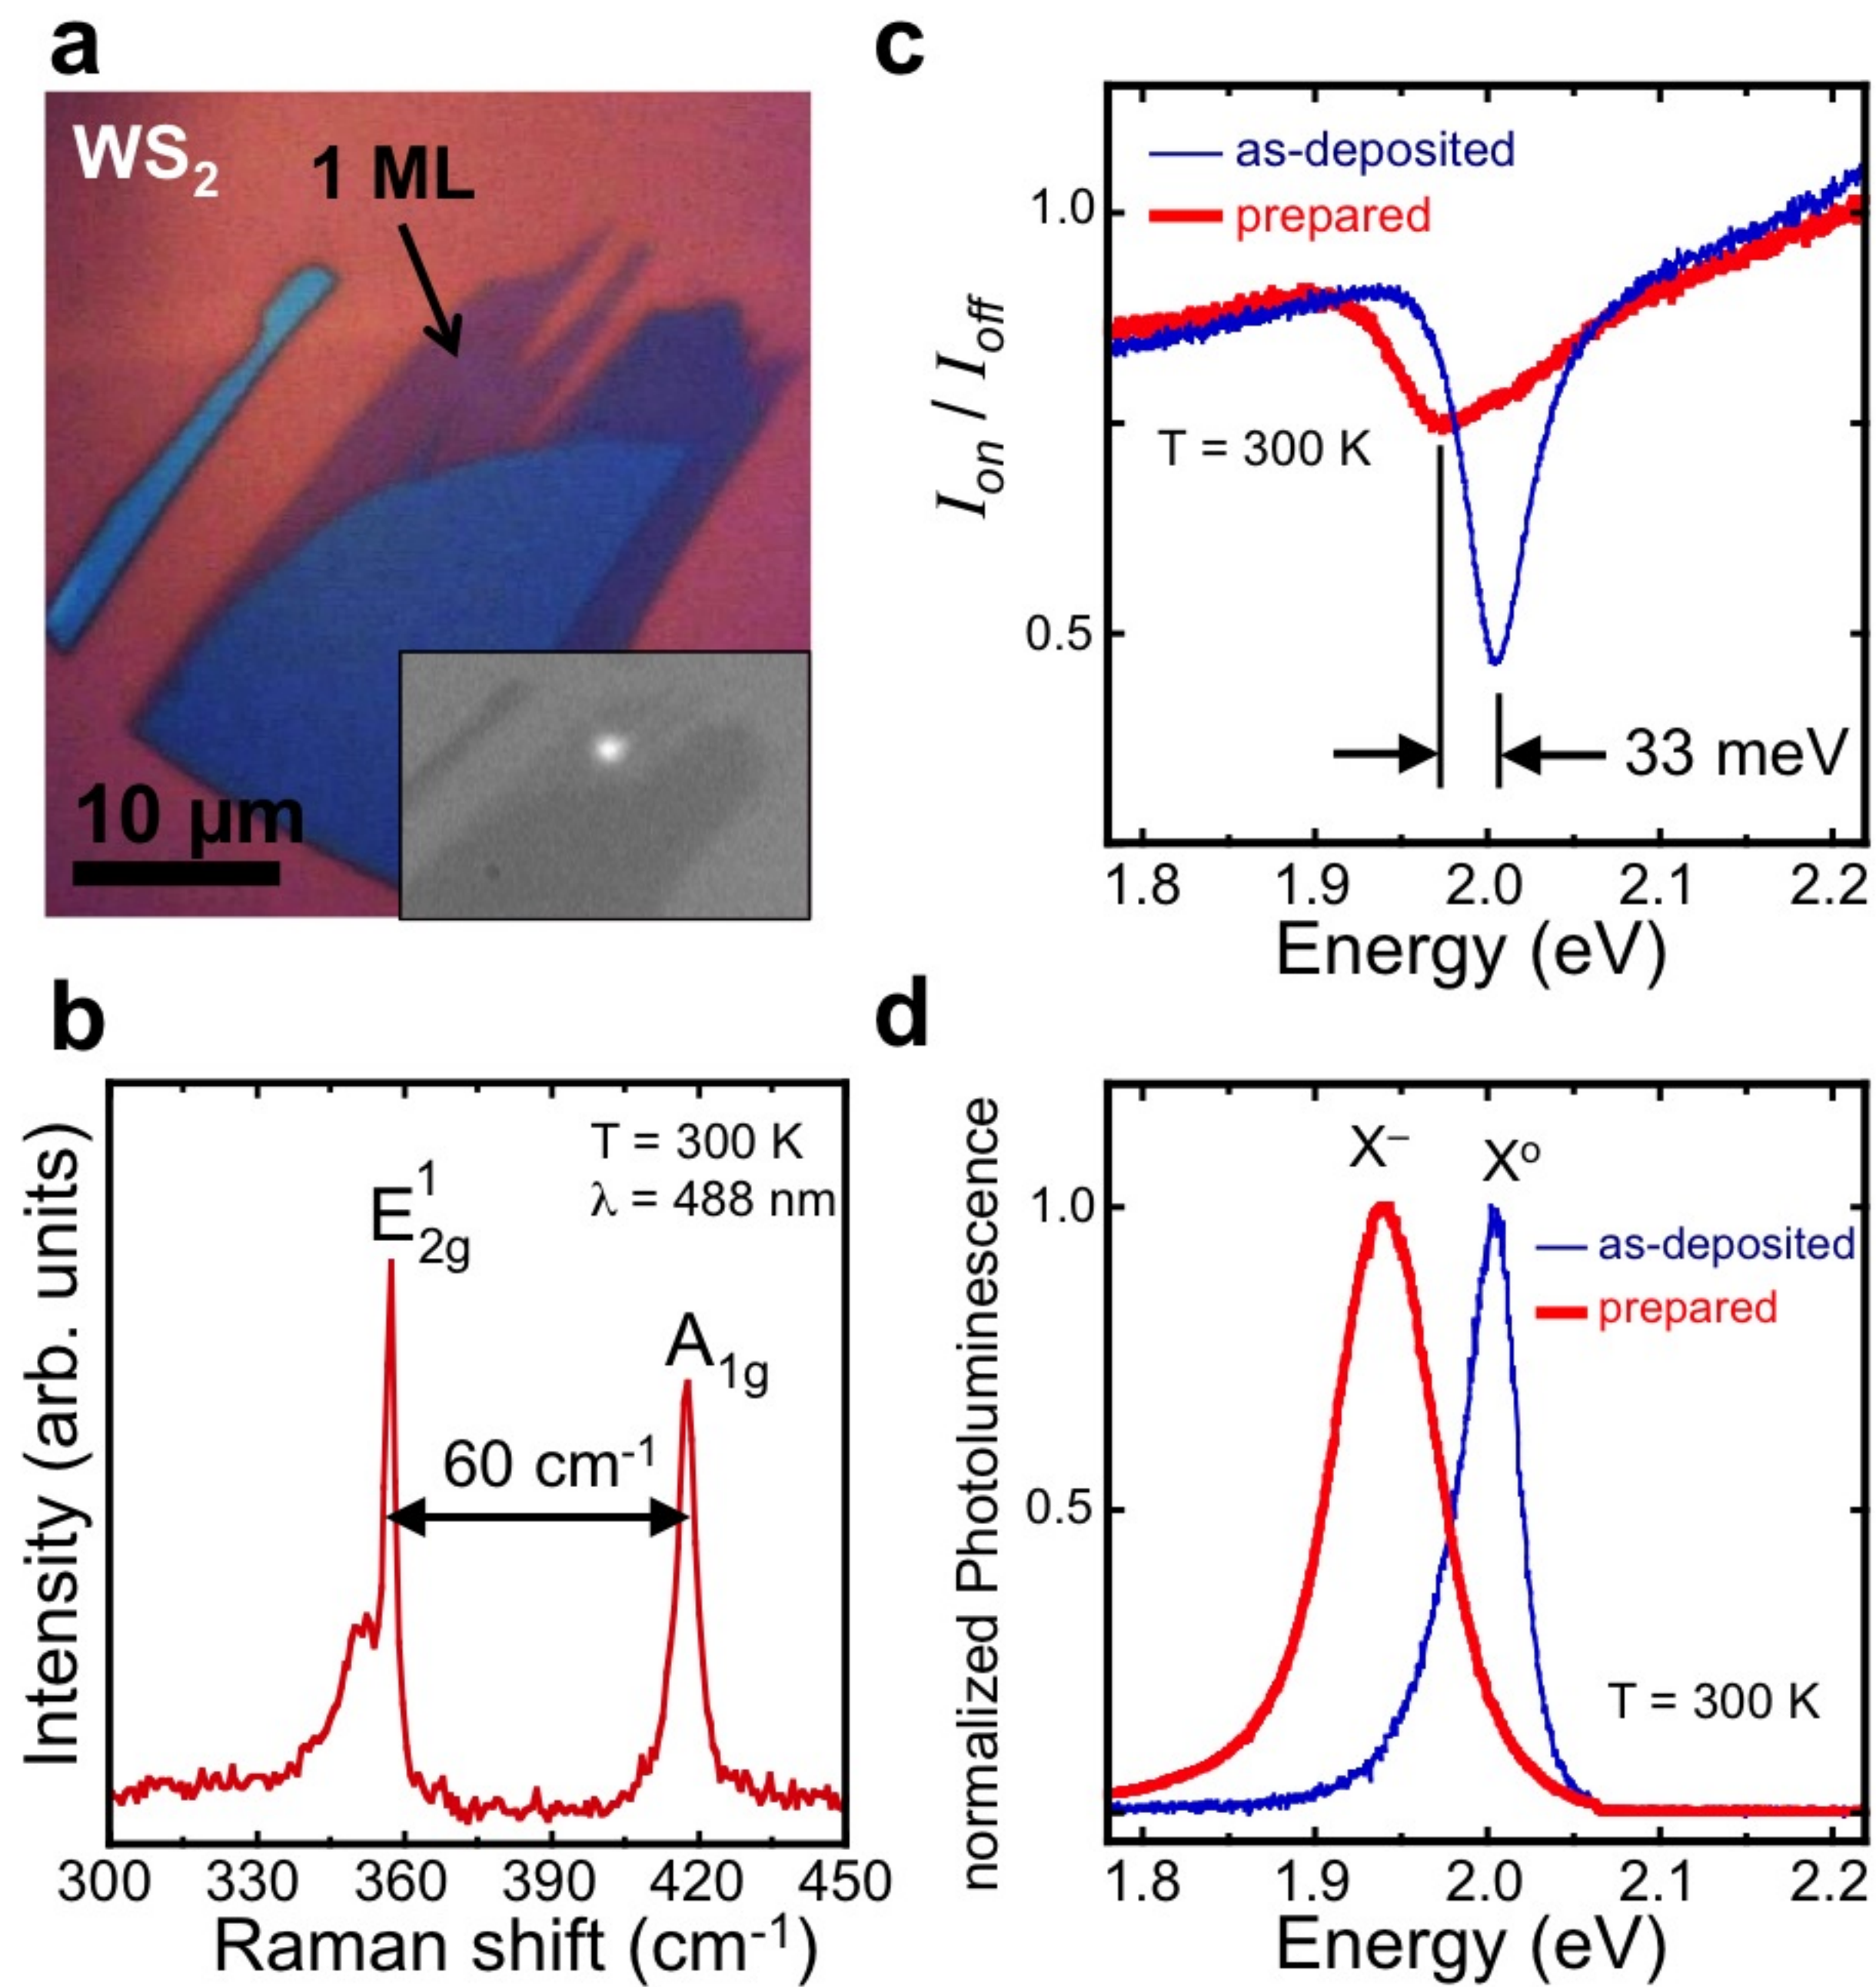 a
WS₂
1 ML
10 µm
b
Intensity (arb. units)
T = 300 K
λ = 488 nm
E¹₂g
A₁g
60 cm⁻¹
300 330 360 390 420 450
Raman shift (cm⁻¹)
c
as-deposited
prepared
1.0
I_on / I_off
T = 300 K
0.5
33 meV
1.8 1.9 2.0 2.1 2.2
Energy (eV)
d
normalized Photoluminescence
X⁻
Xᵒ
1.0
as-deposited
prepared
0.5
T = 300 K
1.8 1.9 2.0 2.1 2.2
Energy (eV)